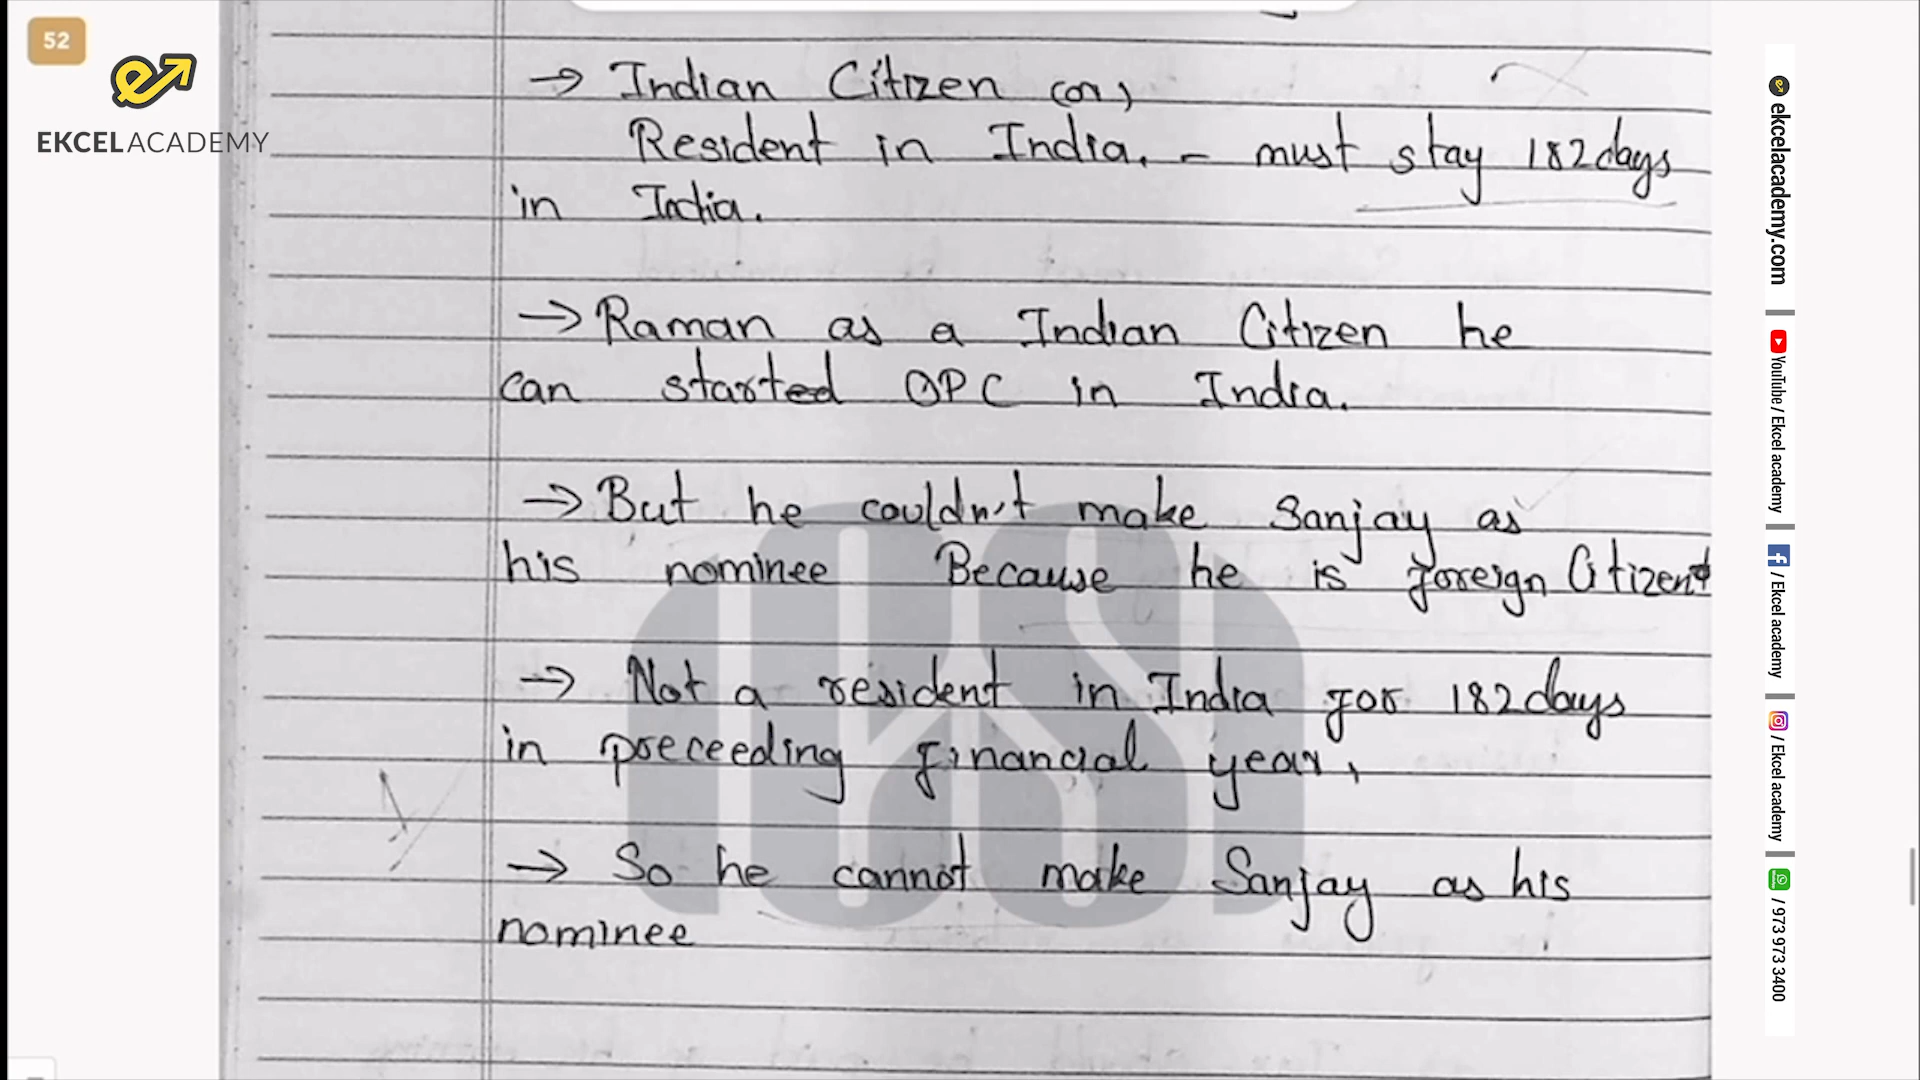 52
EKCELACADEMY
→ Indian Citizen (or)
Resident in India. - must stay 182 days
in India.
→ Raman as a Indian Citizen he
can started OPC in India.
→ But he couldn't make Sanjay as
his nominee Because he is foreign Citizen
→ Not a resident in India for 182 days
in preceeding financial year,
→ So he cannot make Sanjay as his
nominee
ekcelacademy.com
YouTube / Ekcel academy
/ Ekcel academy
/ Ekcel academy
/ 973 973 3400